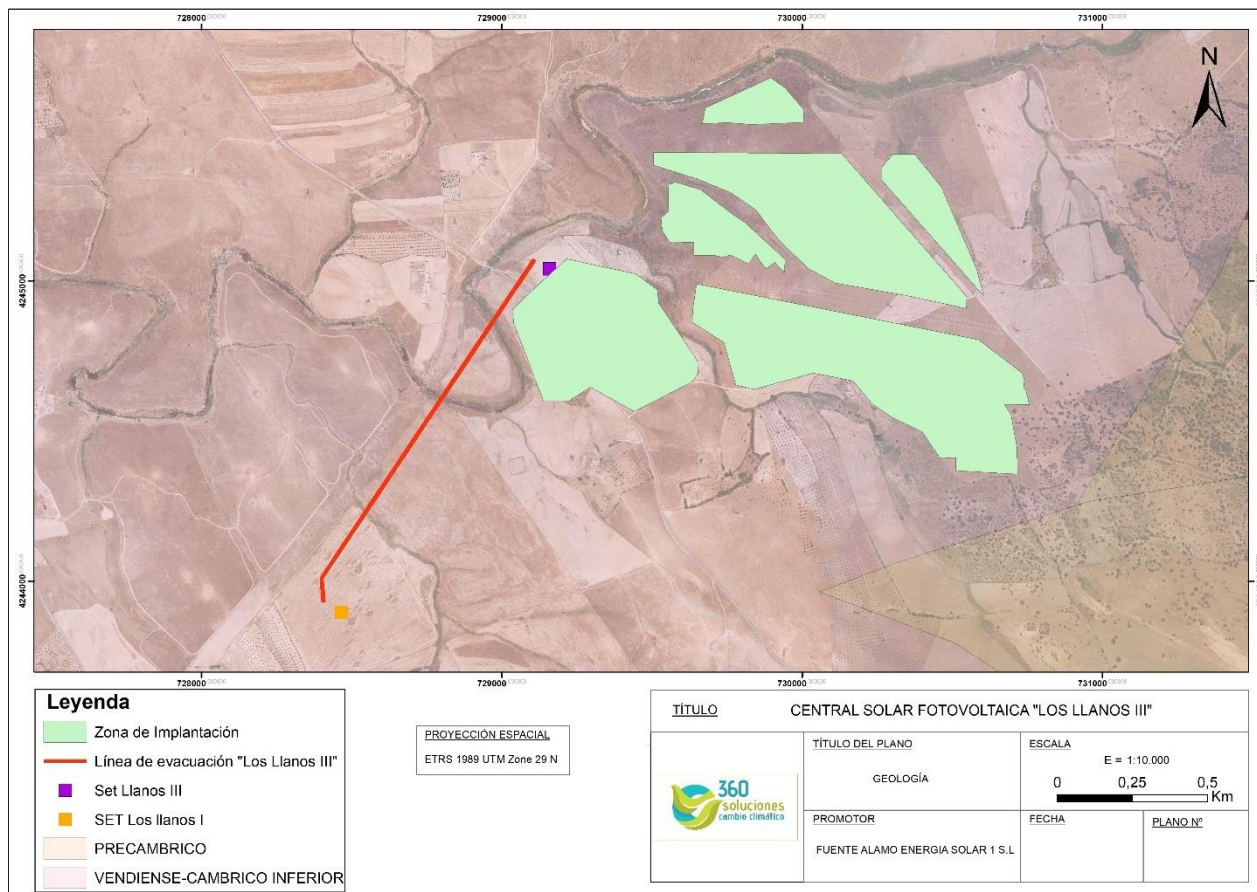 728000
729000
730000
731000
N
4245000
4245000
4244000
4244000
728000
729000
730000
731000
Leyenda
Zona de Implantación
Línea de evacuación "Los Llanos III"
Set Llanos III
SET Los llanos I
PRECAMBRICO
VENDIENSE-CAMBRICO INFERIOR
PROYECCIÓN ESPACIAL
ETRS 1989 UTM Zone 29 N
TÍTULO
CENTRAL SOLAR FOTOVOLTAICA "LOS LLANOS III"
360
soluciones
cambio climático
TÍTULO DEL PLANO
GEOLOGÍA
ESCALA
E = 1:10.000
0 0,25 0,5
Km
PROMOTOR
FUENTE ALAMO ENERGIA SOLAR 1 S.L
FECHA
PLANO Nº